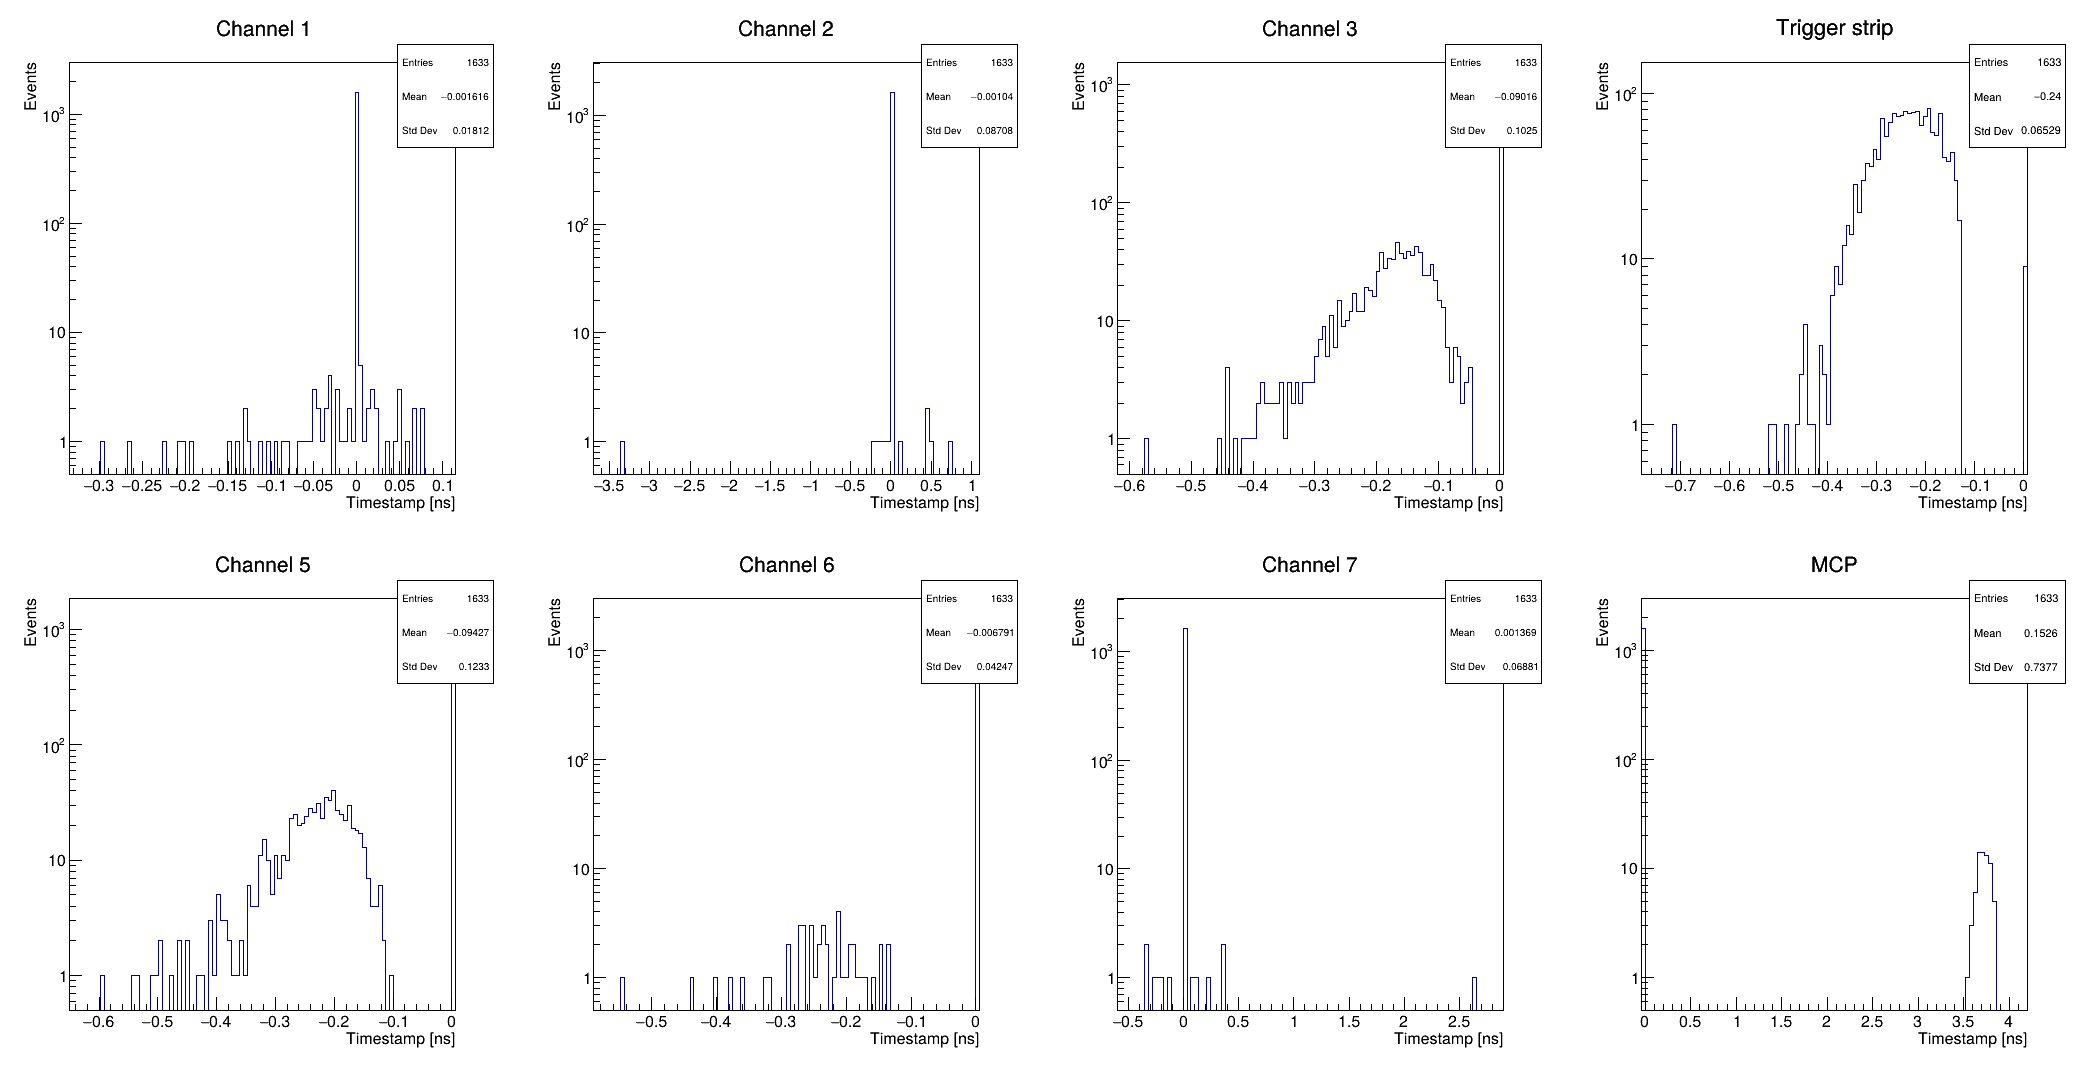 Channel 1
Events
Entries 1633
Mean −0.001616
Std Dev 0.01812
10³
10²
10
1
−0.3 −0.25 −0.2 −0.15 −0.1 −0.05 0 0.05 0.1
Timestamp [ns]
Channel 2
Events
Entries 1633
Mean −0.00104
Std Dev 0.08708
10³
10²
10
1
−3.5 −3 −2.5 −2 −1.5 −1 −0.5 0 0.5 1
Timestamp [ns]
Channel 3
Events
Entries 1633
Mean −0.09016
Std Dev 0.1025
10³
10²
10
1
−0.6 −0.5 −0.4 −0.3 −0.2 −0.1 0
Timestamp [ns]
Trigger strip
Events
Entries 1633
Mean −0.24
Std Dev 0.06529
10²
10
1
−0.7 −0.6 −0.5 −0.4 −0.3 −0.2 −0.1 0
Timestamp [ns]
Channel 5
Events
Entries 1633
Mean −0.09427
Std Dev 0.1233
10³
10²
10
1
−0.6 −0.5 −0.4 −0.3 −0.2 −0.1 0
Timestamp [ns]
Channel 6
Events
Entries 1633
Mean −0.006791
Std Dev 0.04247
10³
10²
10
1
−0.5 −0.4 −0.3 −0.2 −0.1 0
Timestamp [ns]
Channel 7
Events
Entries 1633
Mean 0.001369
Std Dev 0.06881
10³
10²
10
1
−0.5 0 0.5 1 1.5 2 2.5
Timestamp [ns]
MCP
Events
Entries 1633
Mean 0.1526
Std Dev 0.7377
10³
10²
10
1
0 0.5 1 1.5 2 2.5 3 3.5 4
Timestamp [ns]